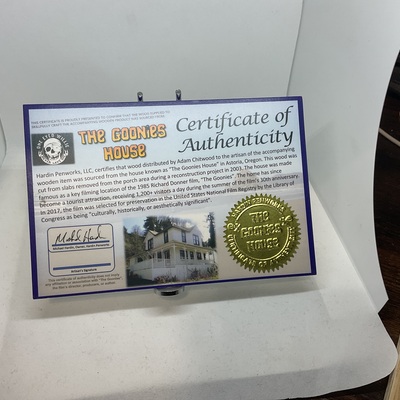 THE GOONIES
HOUSE
Certificate of
Authenticity
Hardin Penworks, LLC, certifies that wood distributed by Adam Chitwood to the artisan of the accompanying
wooden item was sourced from the house known as "The Goonies House" in Astoria, Oregon. This wood was
cut from slabs removed from the porch area during a reconstruction project in 2001. The house was made
famous as a key filming location of the 1985 Richard Donner film, "The Goonies". The home has since
become a tourist attraction, receiving 1,200+ visitors a day during the summer of the film's 30th anniversary.
In 2017, the film was selected for preservation in the United States National Film Registry by the Library of
Congress as being "culturally, historically, or aesthetically significant".
The
Goonies
House
Artisan's Signature